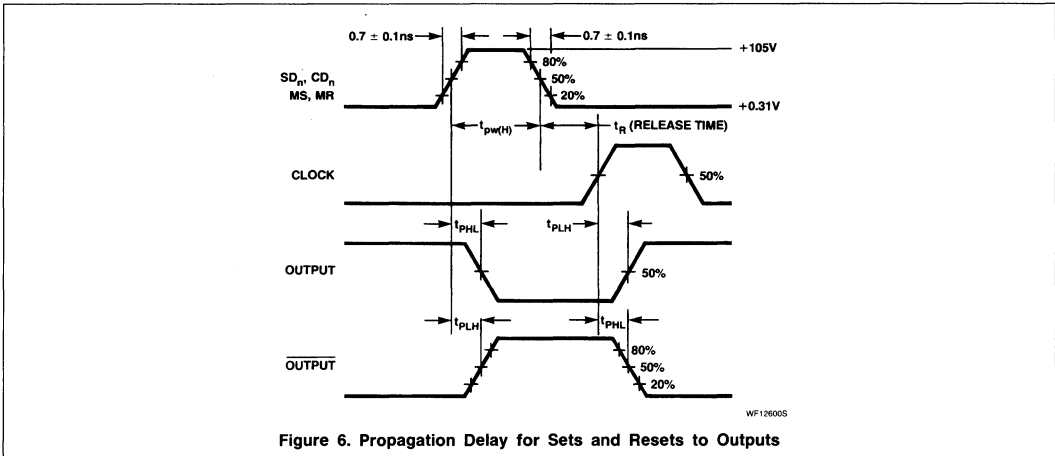 0.7 ± 0.1ns
0.7 ± 0.1ns
+105V
80%
SDn, CDn
50%
MS, MR
20%
+0.31V
tpw(H)
tR (RELEASE TIME)
CLOCK
50%
tPHL
tPLH
OUTPUT
50%
tPLH
tPHL
80%
OUTPUT
50%
20%
WF12600S
Figure 6. Propagation Delay for Sets and Resets to Outputs